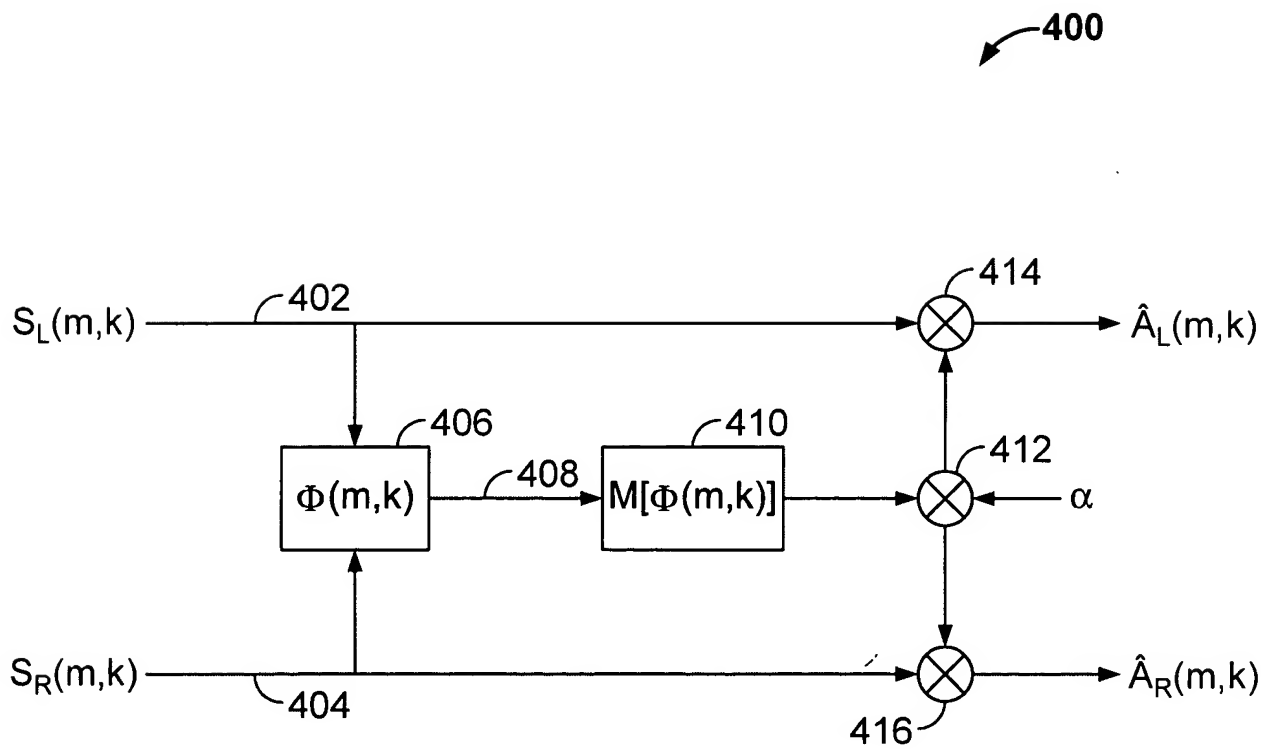 400
414
S_L(m,k) 402 Â_L(m,k)
406 410 412
Φ(m,k) 408 M[Φ(m,k)] α
S_R(m,k) 404 Â_R(m,k)
416